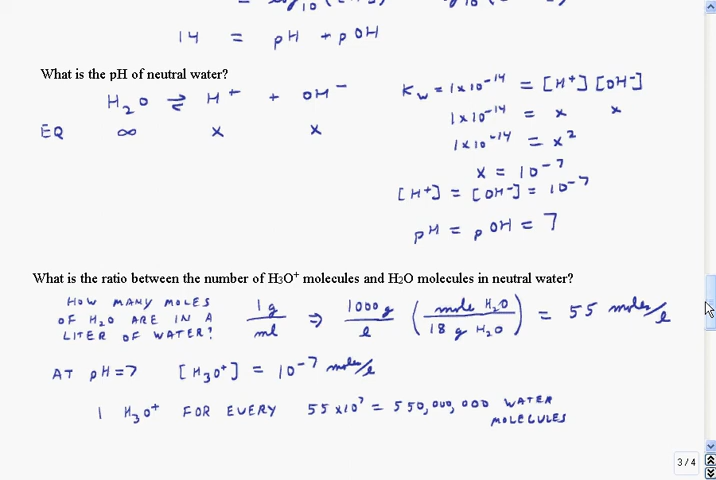 14 = pH + pOH
What is the pH of neutral water?
H₂O ⇌ H⁺ + OH⁻
EQ ∞ x x
Kw = 1x10⁻¹⁴ = [H⁺] [OH⁻]
1x10⁻¹⁴ = x x
1x10⁻¹⁴ = x²
x = 10⁻⁷
[H⁺] = [OH⁻] = 10⁻⁷
pH = pOH = 7
What is the ratio between the number of H3O⁺ molecules and H2O molecules in neutral water?
HOW MANY MOLES
OF H₂O ARE IN A
LITER OF WATER?
1g/ml ⇒ 1000g/l (mole H₂O / 18 g H₂O) = 55 moles/l
AT pH=7 [H₃O⁺] = 10⁻⁷ moles/l
1 H₃O⁺ FOR EVERY 55x10⁷ = 550,000,000 WATER
MOLECULES
3 / 4